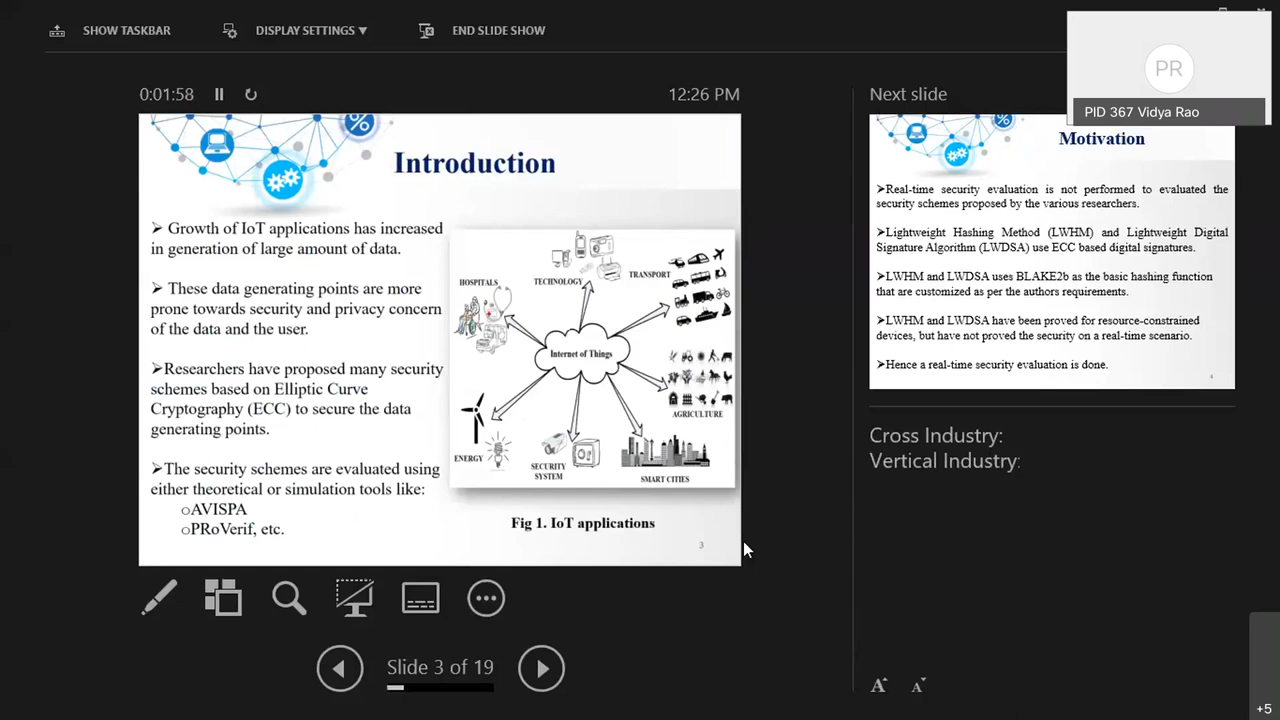 SHOW TASKBAR
DISPLAY SETTINGS ▼
END SLIDE SHOW
PR
PID 367 Vidya Rao
0:01:58
12:26 PM
Introduction
➢ Growth of IoT applications has increased
in generation of large amount of data.
➢ These data generating points are more
prone towards security and privacy concern
of the data and the user.
➢Researchers have proposed many security
schemes based on Elliptic Curve
Cryptography (ECC) to secure the data
generating points.
➢The security schemes are evaluated using
either theoretical or simulation tools like:
oAVISPA
oPRoVerif, etc.
HOSPITALS
TECHNOLOGY
TRANSPORT
Internet of Things
AGRICULTURE
ENERGY
SECURITY
SYSTEM
SMART CITIES
Fig 1. IoT applications
3
Slide 3 of 19
Next slide
Motivation
➢Real-time security evaluation is not performed to evaluated the
security schemes proposed by the various researchers.
➢Lightweight Hashing Method (LWHM) and Lightweight Digital
Signature Algorithm (LWDSA) use ECC based digital signatures.
➢LWHM and LWDSA uses BLAKE2b as the basic hashing function
that are customized as per the authors requirements.
➢LWHM and LWDSA have been proved for resource-constrained
devices, but have not proved the security on a real-time scenario.
➢Hence a real-time security evaluation is done.
4
Cross Industry:
Vertical Industry:
A A
+5